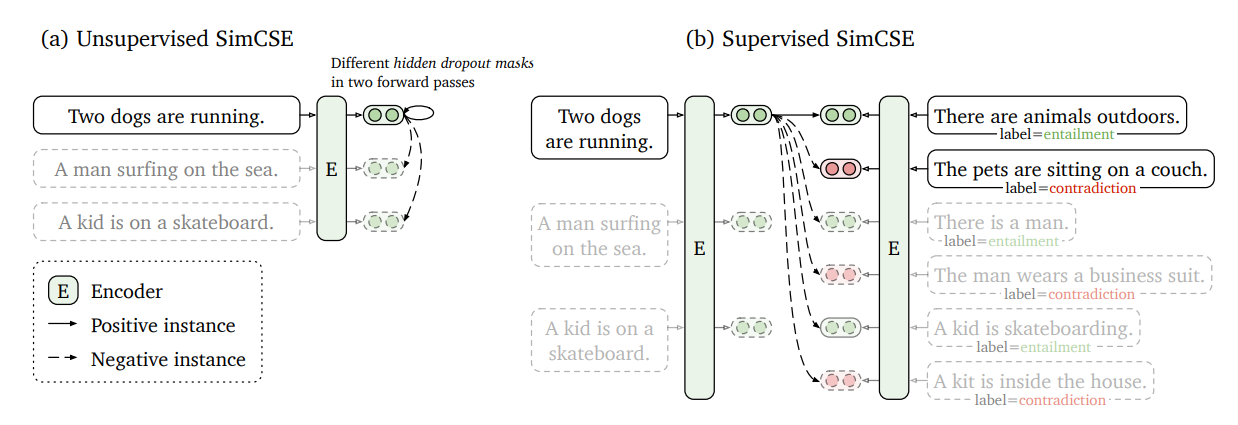 (a) Unsupervised SimCSE
Different hidden dropout masks
in two forward passes
Two dogs are running.
A man surfing on the sea.
A kid is on a skateboard.
E
E
Encoder
Positive instance
Negative instance
(b) Supervised SimCSE
Two dogs
are running.
A man surfing
on the sea.
A kid is on a
skateboard.
E
E
There are animals outdoors.
label=entailment
The pets are sitting on a couch.
label=contradiction
There is a man.
label=entailment
The man wears a business suit.
label=contradiction
A kid is skateboarding.
label=entailment
A kit is inside the house.
label=contradiction